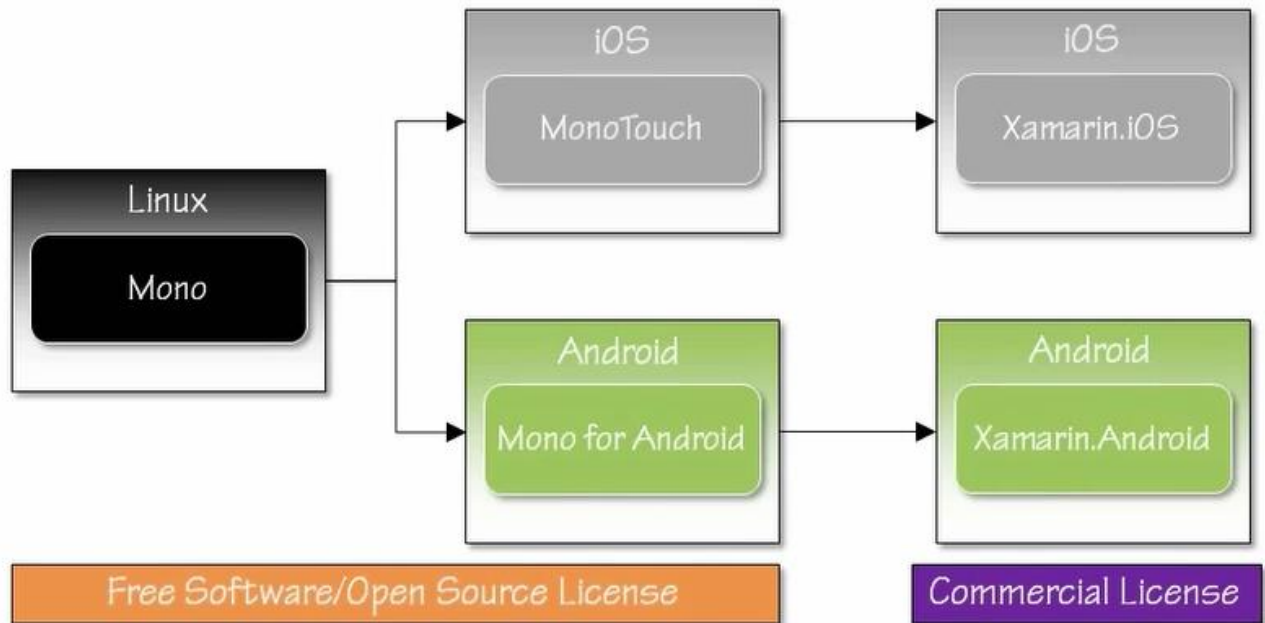 Linux
Mono
iOS
MonoTouch
iOS
Xamarin.iOS
Android
Mono for Android
Android
Xamarin.Android
Free Software/Open Source License
Commercial License